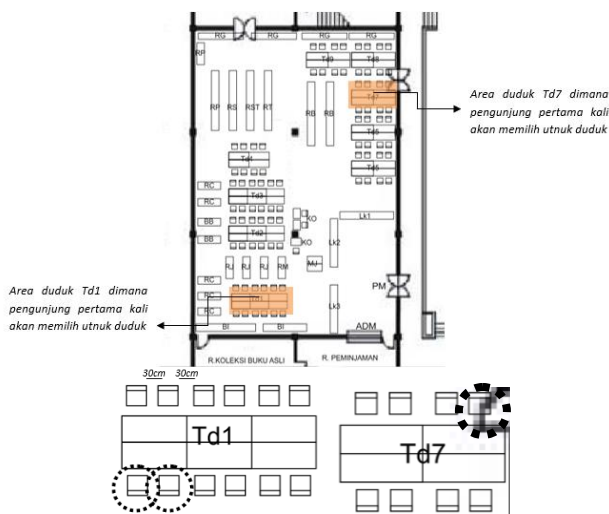 RG RG RG RG
RP
Td9 Td8
Td7
RP RS RST RT RB RB
Td6
Td5
Td4
RC
Td3
RC
BB
Td2
BB
KO
KO
Lk1
Lk2
RJ RJ RJ RM
MJ
RC
RC
RC
Lk3
PM
BI BI
ADM
R.KOLEKSI BUKU ASLI
R. PEMINJAMAN
Area duduk Td7 dimana
pengunjung pertama kali
akan memilih utnuk duduk
Area duduk Td1 dimana
pengunjung pertama kali
akan memilih utnuk duduk
30cm 30cm
Td1
Td7